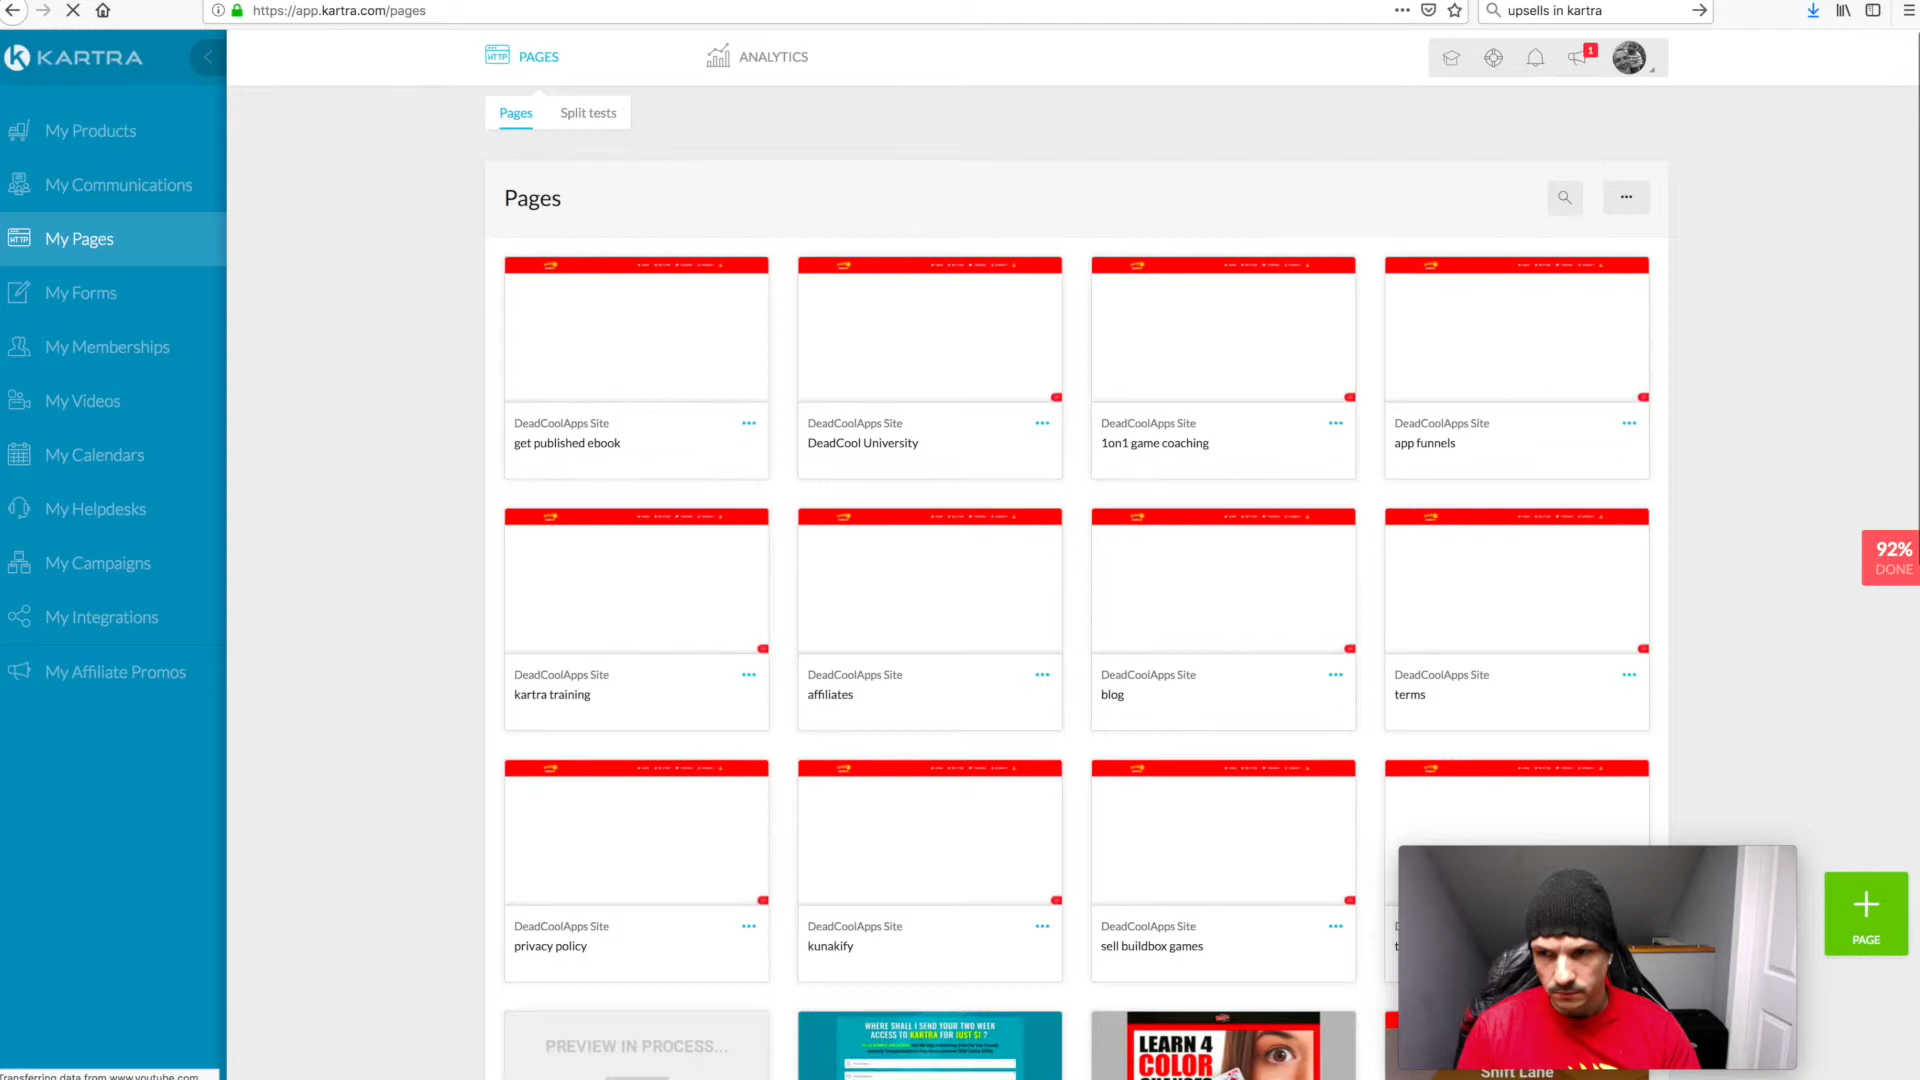 https://app.kartra.com/pages
upsells in kartra
KARTRA
PAGES
ANALYTICS
1
Pages
Split tests
My Products
My Communications
My Pages
My Forms
My Memberships
My Videos
My Calendars
My Helpdesks
My Campaigns
My Integrations
My Affiliate Promos
Pages
DeadCoolApps Site
get published ebook
DeadCoolApps Site
DeadCool University
DeadCoolApps Site
1on1 game coaching
DeadCoolApps Site
app funnels
DeadCoolApps Site
kartra training
DeadCoolApps Site
affiliates
DeadCoolApps Site
blog
DeadCoolApps Site
terms
DeadCoolApps Site
privacy policy
DeadCoolApps Site
kunakify
DeadCoolApps Site
sell buildbox games
PREVIEW IN PROCESS...
WHERE SHALL I SEND YOUR TWO WEEK
ACCESS TO KARTRA FOR JUST $1 ?
LEARN 4
COLOR
CHANGES
Shift Lane
92%
DONE
PAGE
Transferring data from www.youtube.com